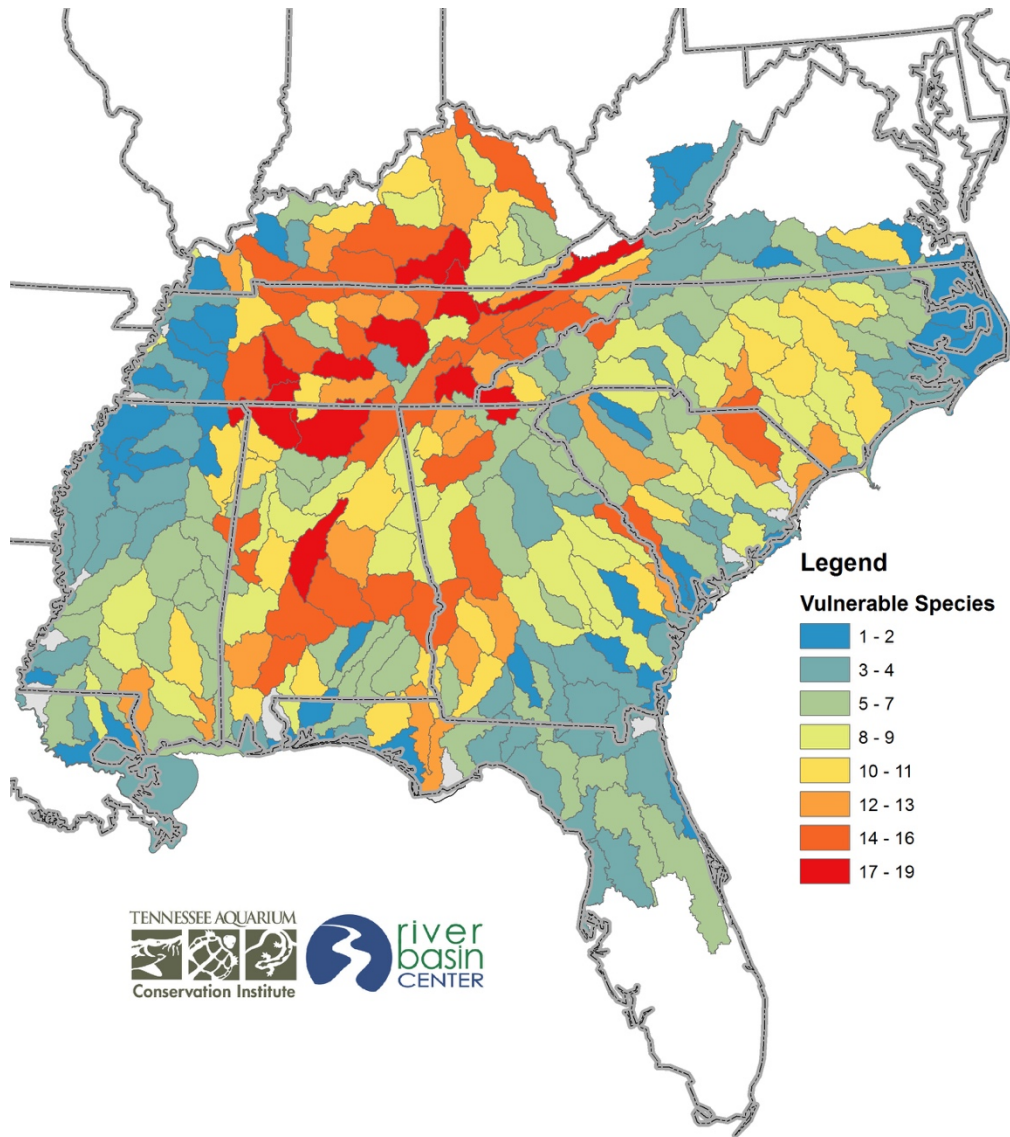 Legend
Vulnerable Species
1 - 2
3 - 4
5 - 7
8 - 9
10 - 11
12 - 13
14 - 16
17 - 19
TENNESSEE AQUARIUM
Conservation Institute
river
basin
CENTER